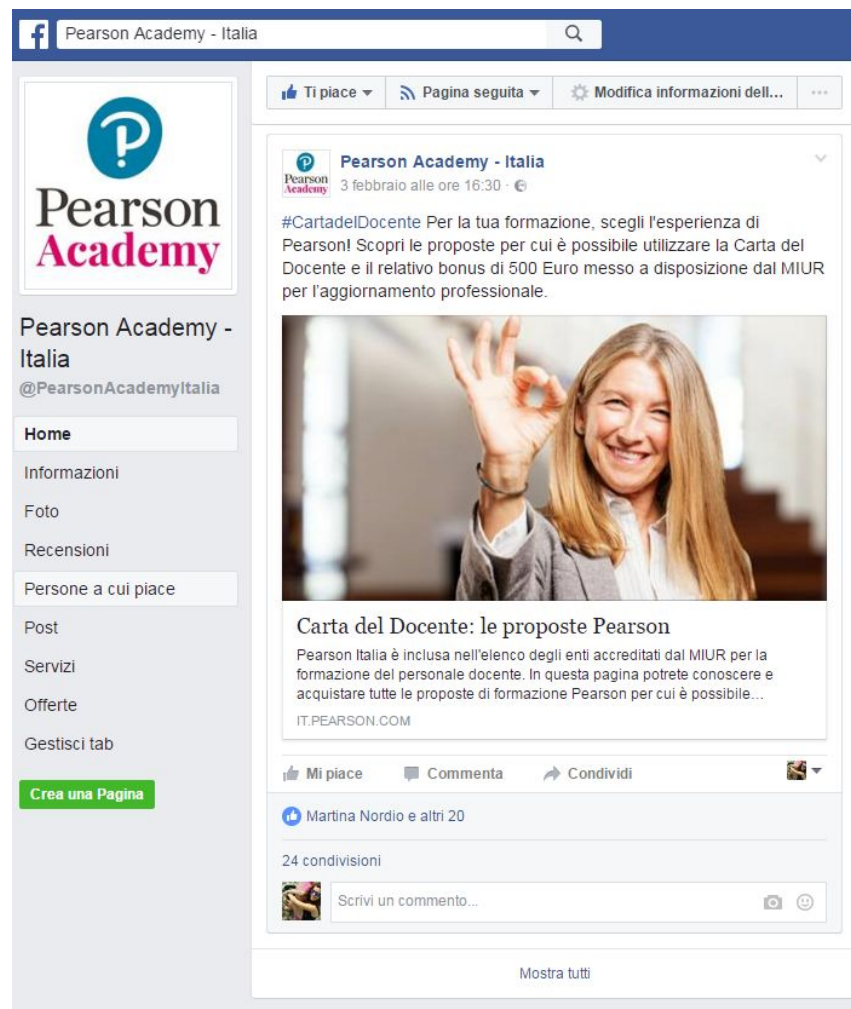 Pearson Academy - Italia
Pearson
Academy
Pearson Academy -
Italia
@PearsonAcademyItalia
Home
Informazioni
Foto
Recensioni
Persone a cui piace
Post
Servizi
Offerte
Gestisci tab
Crea una Pagina
Ti piace
Pagina seguita
Modifica informazioni dell...
Pearson
Academy
Pearson Academy - Italia
3 febbraio alle ore 16:30 ·
#CartadelDocente Per la tua formazione, scegli l'esperienza di
Pearson! Scopri le proposte per cui è possibile utilizzare la Carta del
Docente e il relativo bonus di 500 Euro messo a disposizione dal MIUR
per l'aggiornamento professionale.
Carta del Docente: le proposte Pearson
Pearson Italia è inclusa nell'elenco degli enti accreditati dal MIUR per la
formazione del personale docente. In questa pagina potrete conoscere e
acquistare tutte le proposte di formazione Pearson per cui è possibile...
IT.PEARSON.COM
Mi piace
Commenta
Condividi
Martina Nordio e altri 20
24 condivisioni
Scrivi un commento...
Mostra tutti